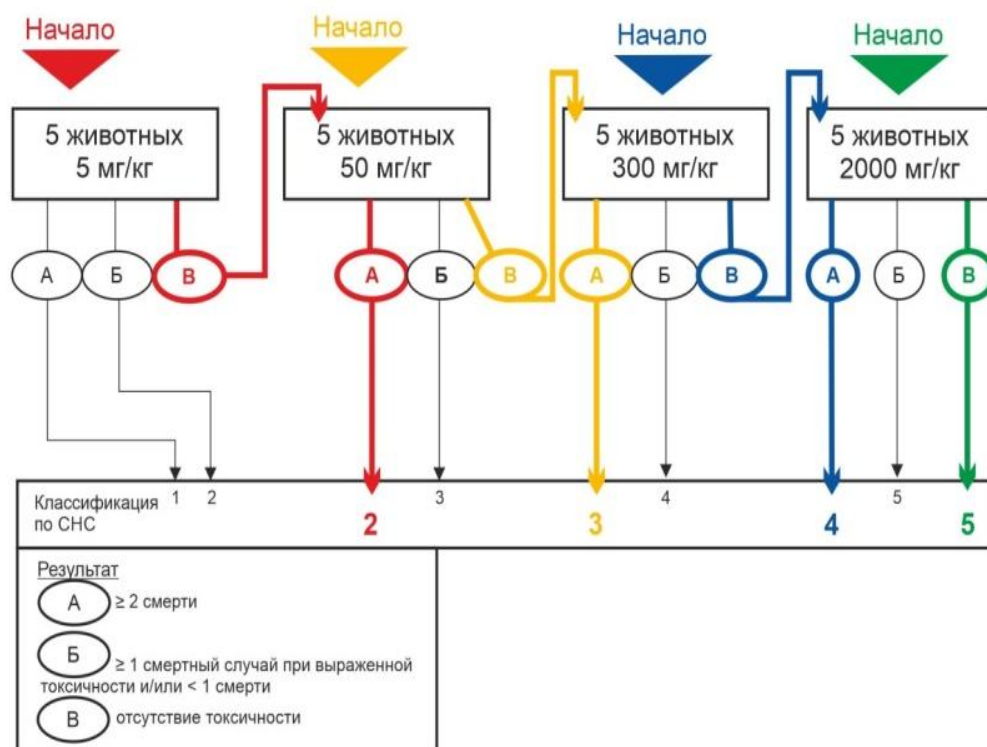 Начало
Начало
Начало
Начало
5 животных
5 мг/кг
5 животных
50 мг/кг
5 животных
300 мг/кг
5 животных
2000 мг/кг
А Б В А Б В А Б В А Б В
Классификация
по СНС
1 2 2 3 3 4 4 5 5
Результат
А ≥ 2 смерти
Б ≥ 1 смертный случай при выраженной
токсичности и/или < 1 смерти
В отсутствие токсичности